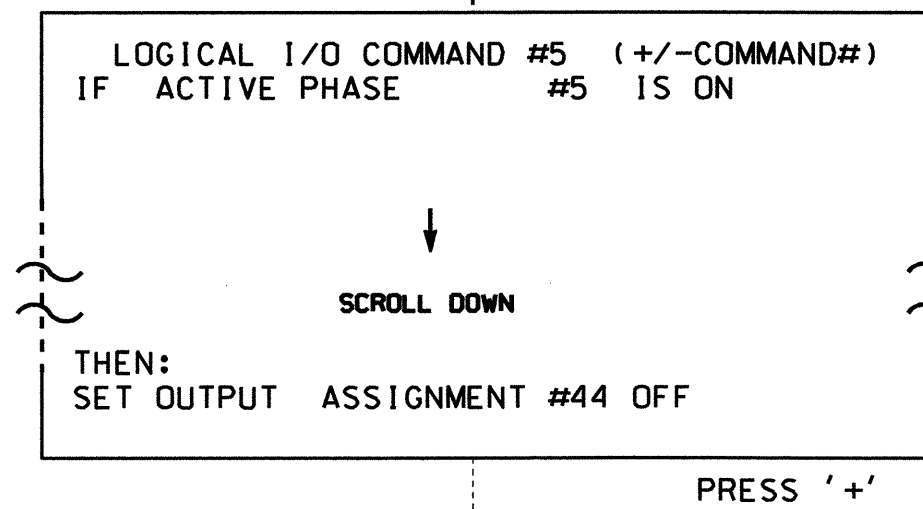 LOGICAL I/O COMMAND #5 (+/-COMMAND#)
IF ACTIVE PHASE #5 IS ON
SCROLL DOWN
THEN:
SET OUTPUT ASSIGNMENT #44 OFF
PRESS '+'